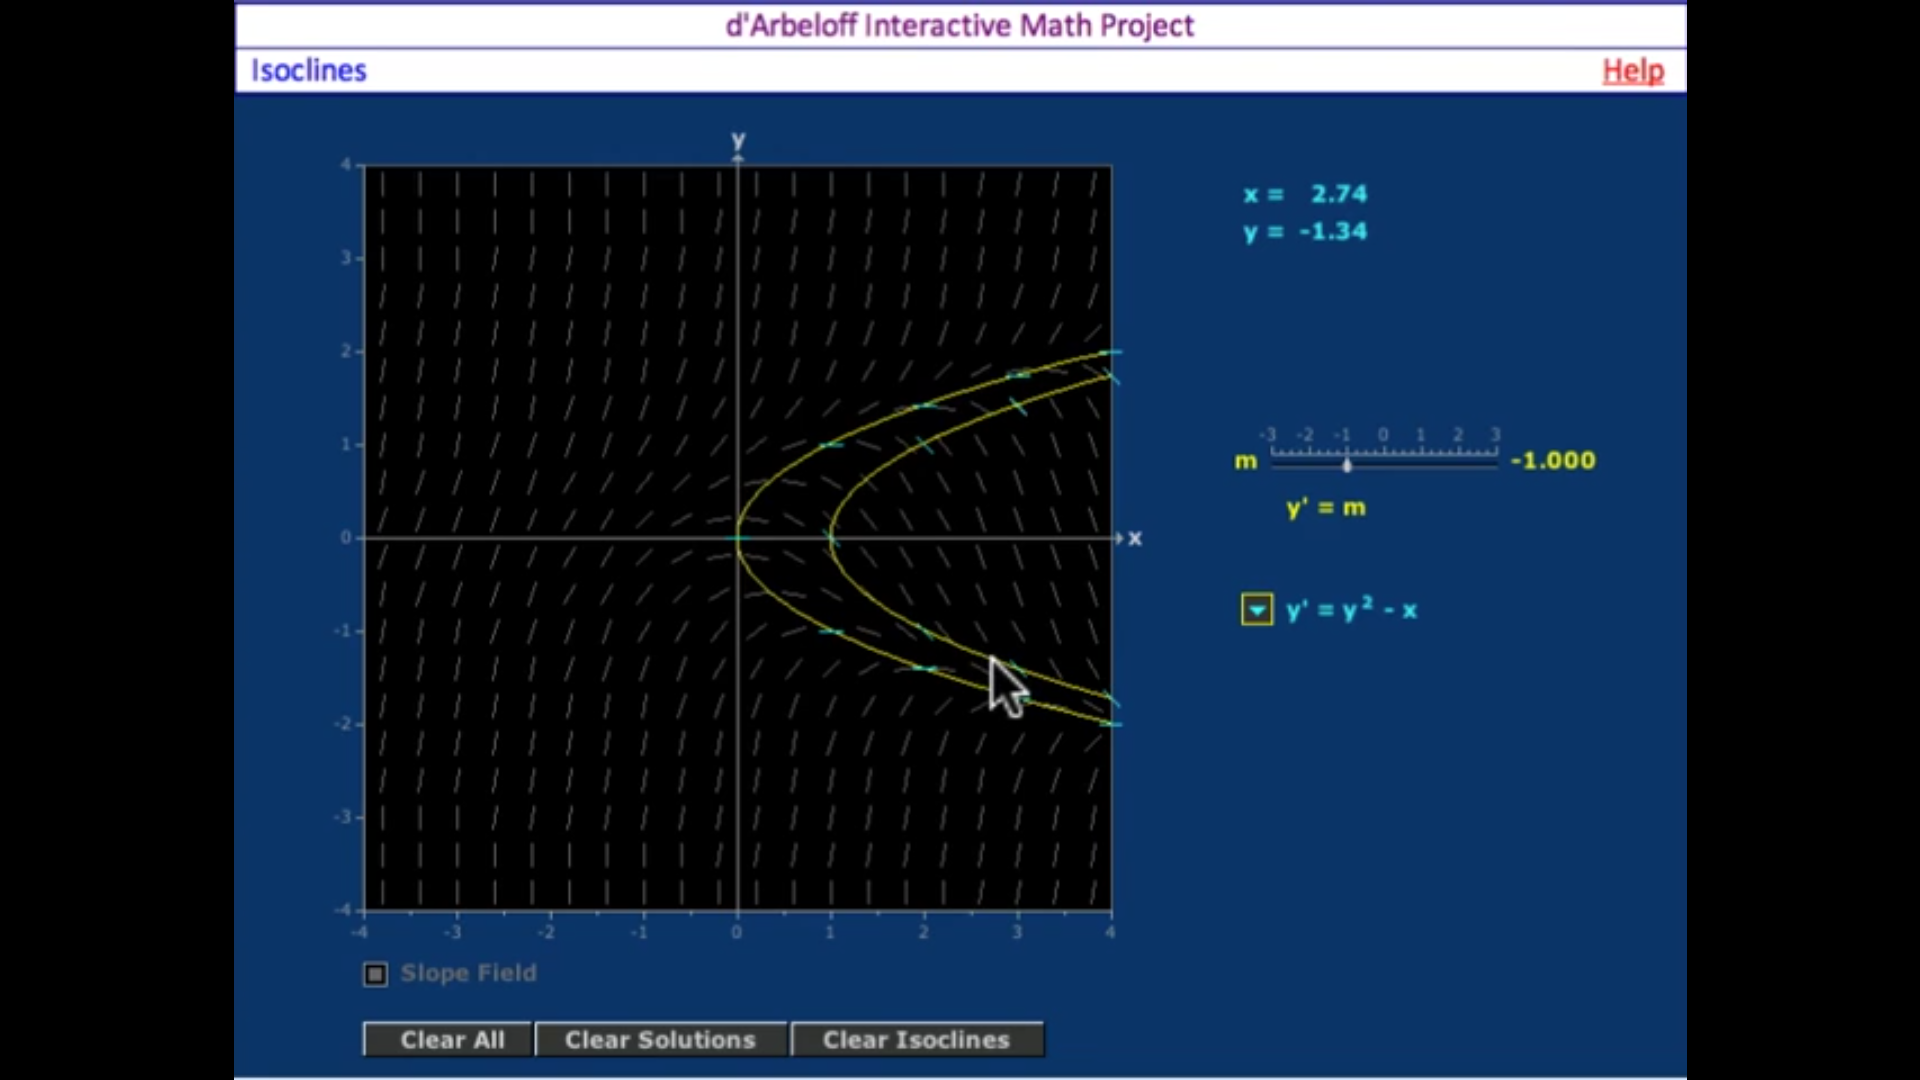 d'Arbeloff Interactive Math Project
Isoclines
Help
y
4
3
2
1
0
-1
-2
-3
-4
-4 -3 -2 -1 0 1 2 3 4
x
x = 2.74
y = -1.34
-3 -2 -1 0 1 2 3
m -1.000
y' = m
y' = y² - x
Slope Field
Clear All Clear Solutions Clear Isoclines